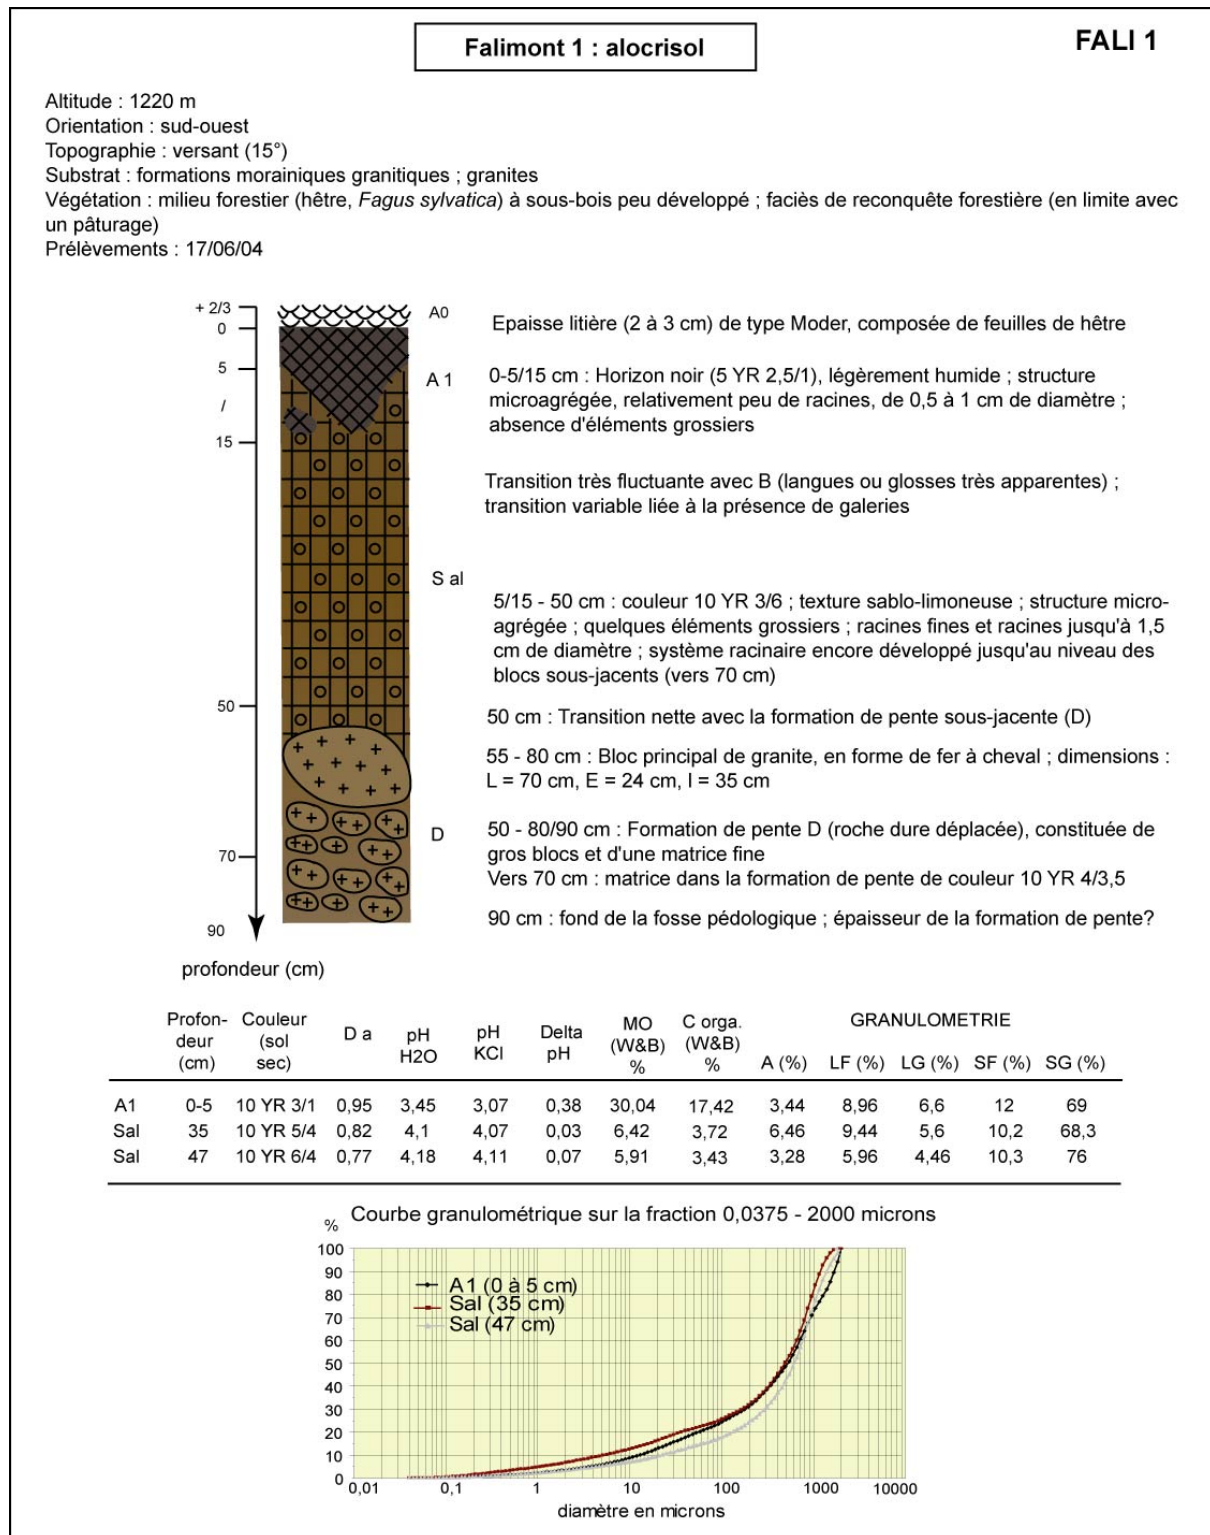 Falimont 1 : alocrisol
FALI 1
Altitude : 1220 m
Orientation : sud-ouest
Topographie : versant (15°)
Substrat : formations morainiques granitiques ; granites
Végétation : milieu forestier (hêtre, Fagus sylvatica) à sous-bois peu développé ; faciès de reconquête forestière (en limite avec
un pâturage)
Prélèvements : 17/06/04
+ 2/3
0
5
/
15
50
70
90
profondeur (cm)
A0
A 1
S al
D
Epaisse litière (2 à 3 cm) de type Moder, composée de feuilles de hêtre
0-5/15 cm : Horizon noir (5 YR 2,5/1), légèrement humide ; structure
microagrégée, relativement peu de racines, de 0,5 à 1 cm de diamètre ;
absence d'éléments grossiers
Transition très fluctuante avec B (langues ou glosses très apparentes) ;
transition variable liée à la présence de galeries
5/15 - 50 cm : couleur 10 YR 3/6 ; texture sablo-limoneuse ; structure micro-
agrégée ; quelques éléments grossiers ; racines fines et racines jusqu'à 1,5
cm de diamètre ; système racinaire encore développé jusqu'au niveau des
blocs sous-jacents (vers 70 cm)
50 cm : Transition nette avec la formation de pente sous-jacente (D)
55 - 80 cm : Bloc principal de granite, en forme de fer à cheval ; dimensions :
L = 70 cm, E = 24 cm, l = 35 cm
50 - 80/90 cm : Formation de pente D (roche dure déplacée), constituée de
gros blocs et d'une matrice fine
Vers 70 cm : matrice dans la formation de pente de couleur 10 YR 4/3,5
90 cm : fond de la fosse pédologique ; épaisseur de la formation de pente?
Profon-deur (cm) Couleur (sol sec) D a pH H2O pH KCl Delta pH MO (W&B) % C orga. (W&B) % GRANULOMETRIE
A (%) LF (%) LG (%) SF (%) SG (%)
A1 0-5 10 YR 3/1 0,95 3,45 3,07 0,38 30,04 17,42 3,44 8,96 6,6 12 69
Sal 35 10 YR 5/4 0,82 4,1 4,07 0,03 6,42 3,72 6,46 9,44 5,6 10,2 68,3
Sal 47 10 YR 6/4 0,77 4,18 4,11 0,07 5,91 3,43 3,28 5,96 4,46 10,3 76
Courbe granulométrique sur la fraction 0,0375 - 2000 microns
%
100
90
80
70
60
50
40
30
20
10
0
A1 (0 à 5 cm)
Sal (35 cm)
Sal (47 cm)
0,01 0,1 1 10 100 1000 10000
diamètre en microns